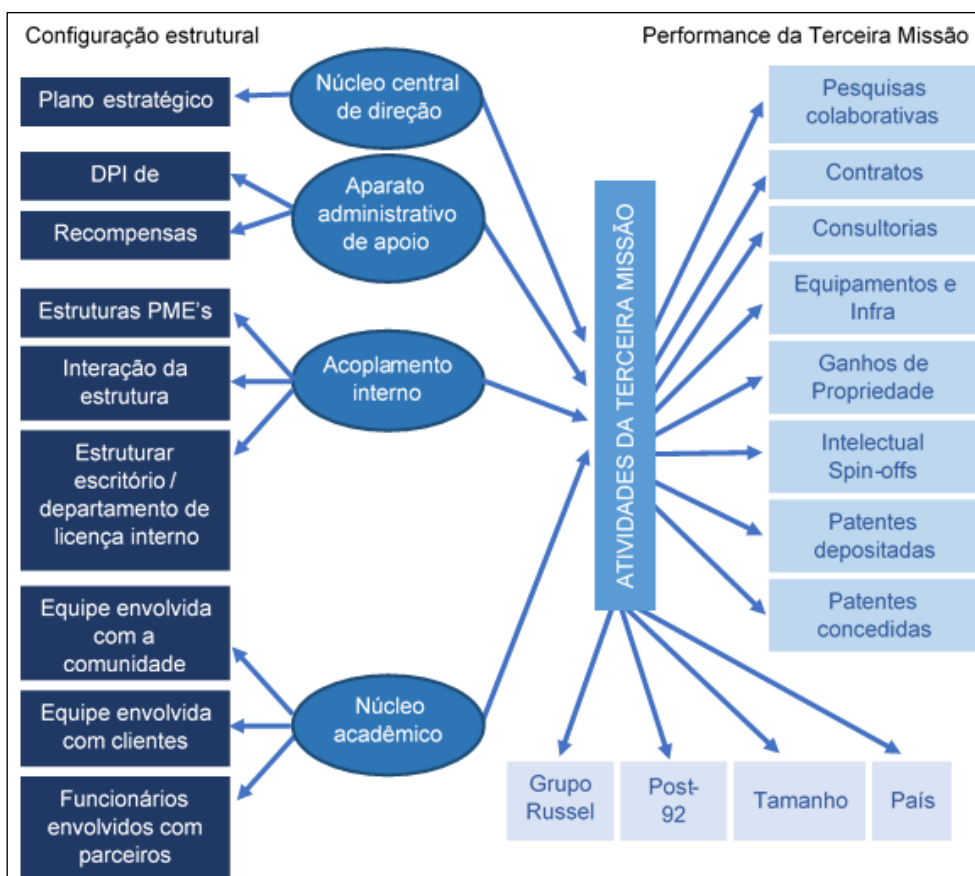 Configuração estrutural
Performance da Terceira Missão
Plano estratégico
DPI de
Recompensas
Estruturas PME's
Interação da
estrutura
Estruturar
escritório /
departamento de
licença interno
Equipe envolvida
com a
comunidade
Equipe envolvida
com clientes
Funcionários
envolvidos com
parceiros
Núcleo central
de direção
Aparato
administrativo
de apoio
Acoplamento
interno
Núcleo
acadêmico
ATIVIDADES DA TERCEIRA MISSÃO
Pesquisas
colaborativas
Contratos
Consultorias
Equipamentos e
Infra
Ganhos de
Propriedade
Intelectual
Spin-offs
Patentes
depositadas
Patentes
concedidas
Grupo
Russel
Post-
92
Tamanho
País